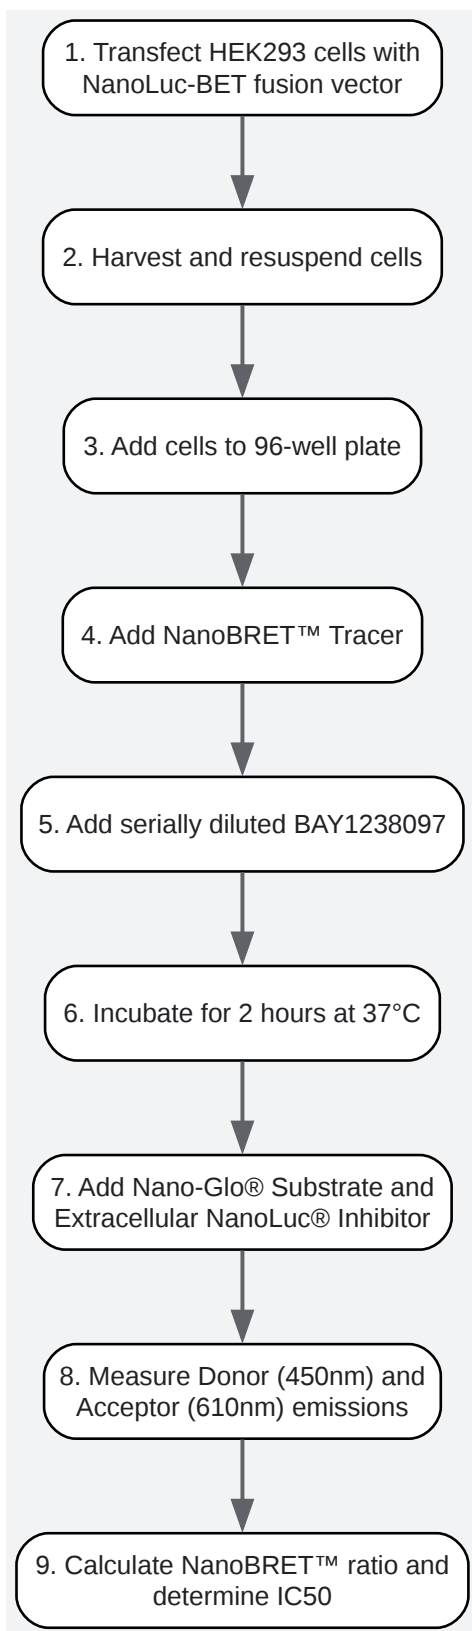 1. Transfect HEK293 cells with
NanoLuc-BET fusion vector
2. Harvest and resuspend cells
3. Add cells to 96-well plate
4. Add NanoBRET™ Tracer
5. Add serially diluted BAY1238097
6. Incubate for 2 hours at 37°C
7. Add Nano-Glo® Substrate and
Extracellular NanoLuc® Inhibitor
8. Measure Donor (450nm) and
Acceptor (610nm) emissions
9. Calculate NanoBRET™ ratio and
determine IC50